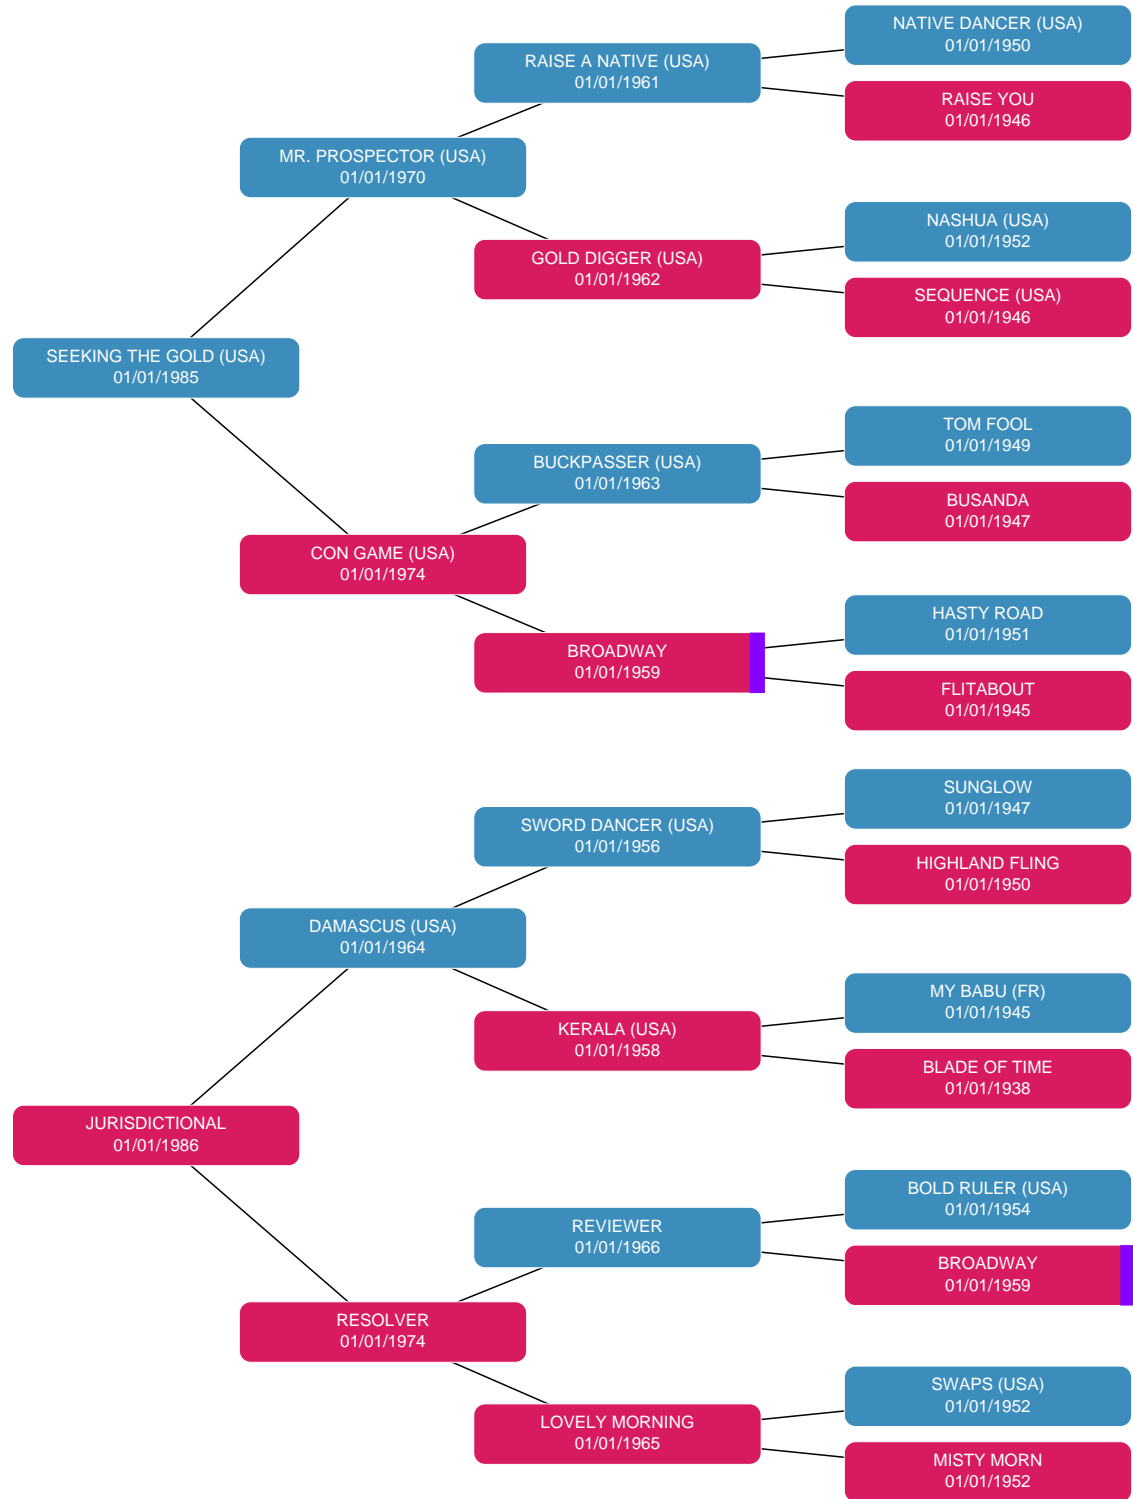 NATIVE DANCER (USA)
01/01/1950
RAISE A NATIVE (USA)
01/01/1961
RAISE YOU
01/01/1946
MR. PROSPECTOR (USA)
01/01/1970
NASHUA (USA)
01/01/1952
GOLD DIGGER (USA)
01/01/1962
SEQUENCE (USA)
01/01/1946
SEEKING THE GOLD (USA)
01/01/1985
TOM FOOL
01/01/1949
BUCKPASSER (USA)
01/01/1963
BUSANDA
01/01/1947
CON GAME (USA)
01/01/1974
HASTY ROAD
01/01/1951
BROADWAY
01/01/1959
FLITABOUT
01/01/1945
SUNGLOW
01/01/1947
SWORD DANCER (USA)
01/01/1956
HIGHLAND FLING
01/01/1950
DAMASCUS (USA)
01/01/1964
MY BABU (FR)
01/01/1945
KERALA (USA)
01/01/1958
BLADE OF TIME
01/01/1938
JURISDICTIONAL
01/01/1986
BOLD RULER (USA)
01/01/1954
REVIEWER
01/01/1966
BROADWAY
01/01/1959
RESOLVER
01/01/1974
SWAPS (USA)
01/01/1952
LOVELY MORNING
01/01/1965
MISTY MORN
01/01/1952